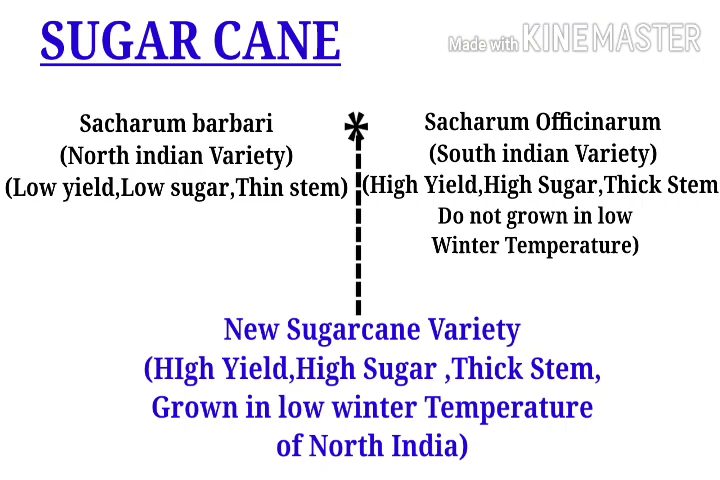 SUGAR CANE
Made with KINEMASTER
Sacharum barbari
(North indian Variety)
(Low yield,Low sugar,Thin stem)
*
Sacharum Officinarum
(South indian Variety)
(High Yield,High Sugar,Thick Stem
Do not grown in low
Winter Temperature)
New Sugarcane Variety
(HIgh Yield,High Sugar ,Thick Stem,
Grown in low winter Temperature
of North India)